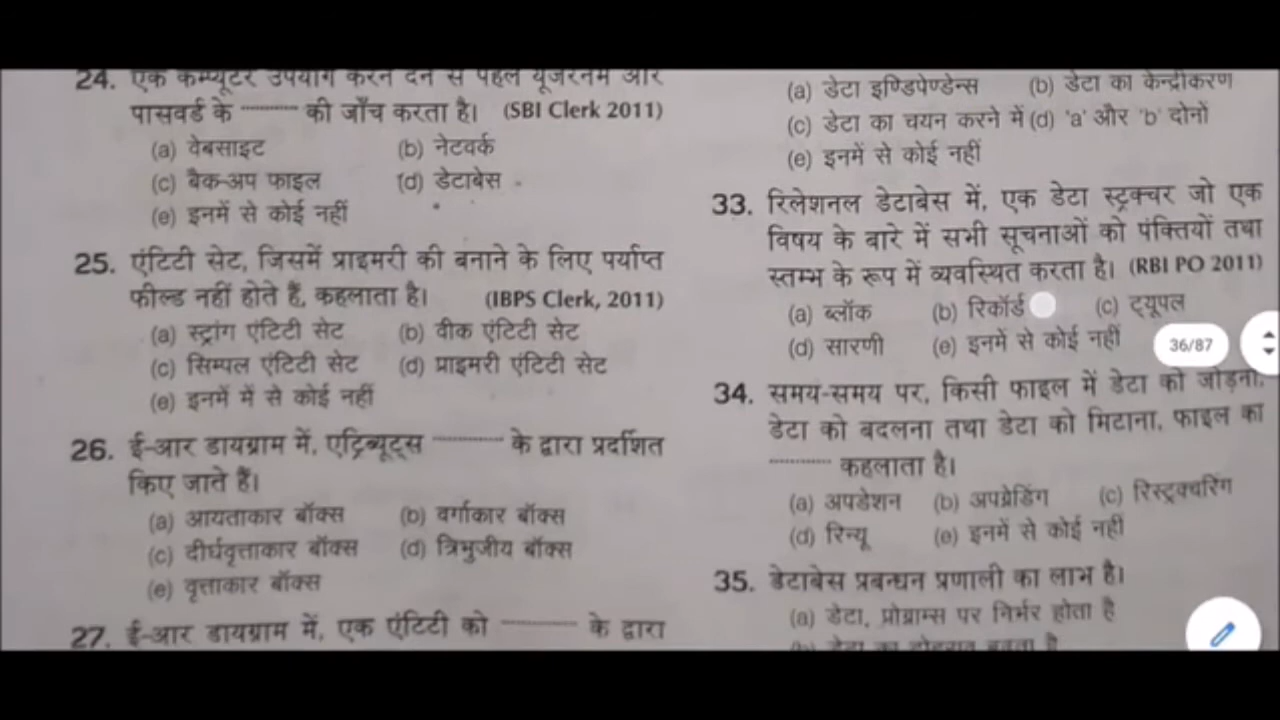 24. एक कम्प्यूटर उपयोग करने देने से पहले यूजरनेम और
पासवर्ड के ┈┈┈ की जाँच करता है। (SBI Clerk 2011)
(a) वेबसाइट (b) नेटवर्क
(c) बैक-अप फाइल (d) डेटाबेस
(e) इनमें से कोई नहीं
25. एंटिटी सेट, जिसमें प्राइमरी की बनाने के लिए पर्याप्त
फील्ड नहीं होते हैं, कहलाता है। (IBPS Clerk, 2011)
(a) स्ट्रांग एंटिटी सेट (b) वीक एंटिटी सेट
(c) सिम्पल एंटिटी सेट (d) प्राइमरी एंटिटी सेट
(e) इनमें में से कोई नहीं
26. ई-आर डायग्राम में, एट्रिब्यूट्स ┈┈┈ के द्वारा प्रदर्शित
किए जाते हैं।
(a) आयताकार बॉक्स (b) वर्गाकार बॉक्स
(c) दीर्घवृत्ताकार बॉक्स (d) त्रिभुजीय बॉक्स
(e) वृत्ताकार बॉक्स
27. ई-आर डायग्राम में, एक एंटिटी को ┈┈┈ के द्वारा
(a) डेटा इण्डिपेण्डेन्स (b) डेटा का केन्द्रीकरण
(c) डेटा का चयन करने में (d) 'a' और 'b' दोनों
(e) इनमें से कोई नहीं
33. रिलेशनल डेटाबेस में, एक डेटा स्ट्रक्चर जो एक
विषय के बारे में सभी सूचनाओं को पंक्तियों तथा
स्तम्भ के रूप में व्यवस्थित करता है। (RBI PO 2011)
(a) ब्लॉक (b) रिकॉर्ड (c) ट्यूपल
(d) सारणी (e) इनमें से कोई नहीं
36/87
34. समय-समय पर, किसी फाइल में डेटा को जोड़ना,
डेटा को बदलना तथा डेटा को मिटाना, फाइल का
┈┈┈ कहलाता है।
(a) अपडेशन (b) अपग्रेडिंग (c) रिस्ट्रक्चरिंग
(d) रिन्यू (e) इनमें से कोई नहीं
35. डेटाबेस प्रबन्धन प्रणाली का लाभ है।
(a) डेटा, प्रोग्राम्स पर निर्भर होता है
(b) डेटा का दोहराव बढ़ता है